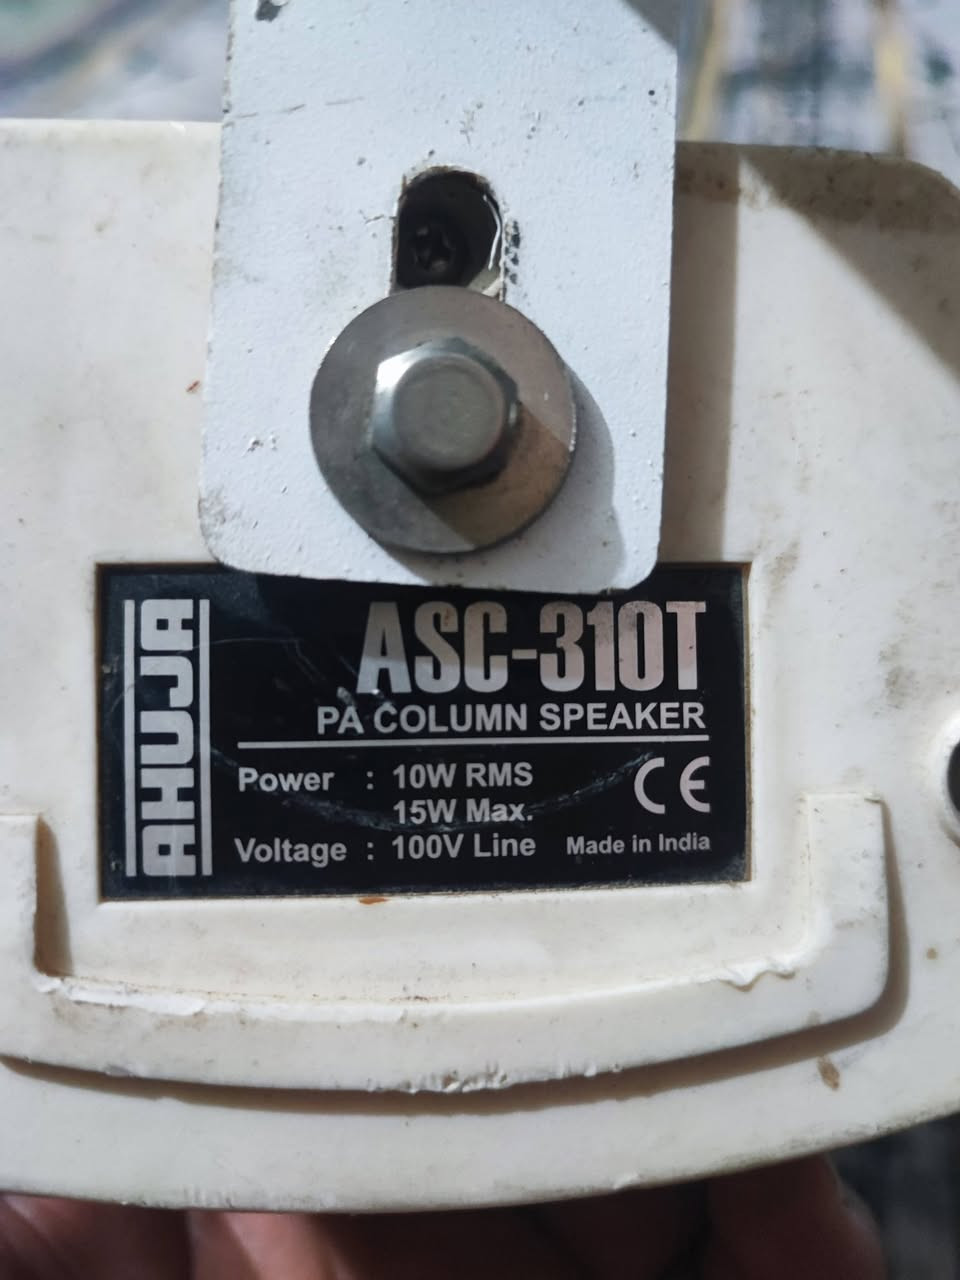 AHUJA
ASC-310T
PA COLUMN SPEAKER
Power : 10W RMS
15W Max.
Voltage : 100V Line
CE
Made in India